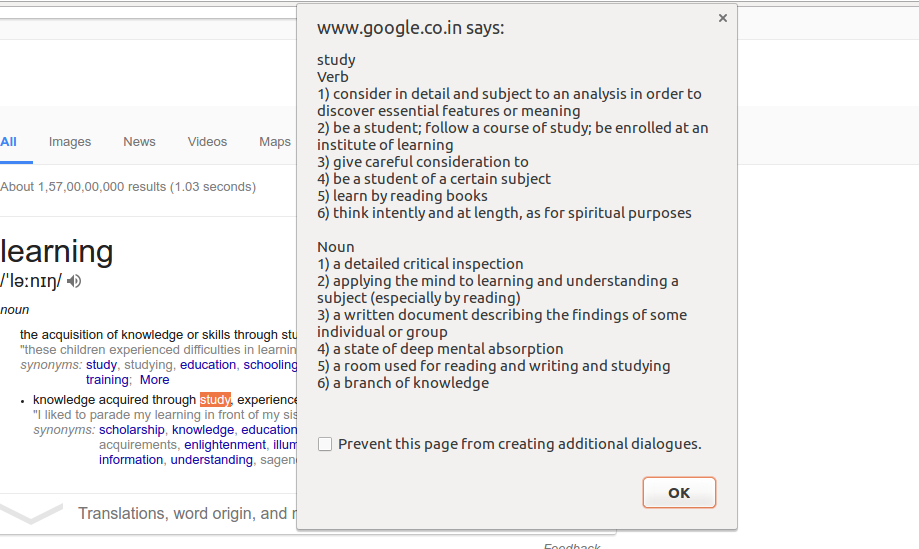 www.google.co.in says:
study
Verb
1) consider in detail and subject to an analysis in order to
discover essential features or meaning
2) be a student; follow a course of study; be enrolled at an
institute of learning
3) give careful consideration to
4) be a student of a certain subject
5) learn by reading books
6) think intently and at length, as for spiritual purposes
Noun
1) a detailed critical inspection
2) applying the mind to learning and understanding a
subject (especially by reading)
3) a written document describing the findings of some
individual or group
4) a state of deep mental absorption
5) a room used for reading and writing and studying
6) a branch of knowledge
Prevent this page from creating additional dialogues.
OK
All Images News Videos Maps
About 1,57,00,00,000 results (1.03 seconds)
learning
/ˈləːnɪŋ/
noun
the acquisition of knowledge or skills through
"these children experienced difficulties in
synonyms: study, studying, education, schooling
training; More
• knowledge acquired through study, experience
"I liked to parade my learning in front of my
synonyms: scholarship, knowledge, education
acquirements, enlightenment,
information, understanding,
Translations, word origin, and
Feedback